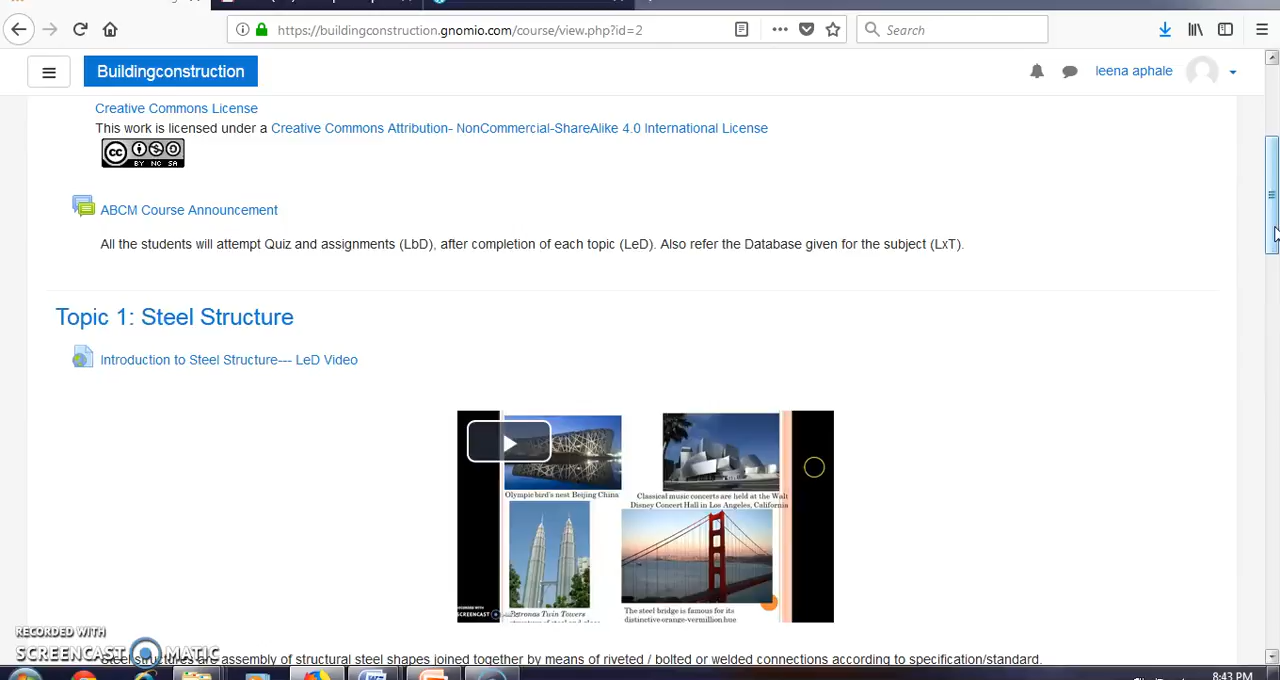 https://buildingconstruction.gnomio.com/course/view.php?id=2
Search
Buildingconstruction
leena aphale
Creative Commons License
This work is licensed under a Creative Commons Attribution- NonCommercial-ShareAlike 4.0 International License
cc
BY NC SA
ABCM Course Announcement
All the students will attempt Quiz and assignments (LbD), after completion of each topic (LeD). Also refer the Database given for the subject (LxT).
Topic 1: Steel Structure
Introduction to Steel Structure--- LeD Video
Olympic bird's nest Beijing China
Classical music concerts are held at the Walt
Disney Concert Hall in Los Angeles, California
Petronas Twin Towers
The steel bridge is famous for its
distinctive orange-vermillion hue
RECORDED WITH
SCREENCAST MATIC
Steel structures are assembly of structural steel shapes joined together by means of riveted / bolted or welded connections according to specification/standard.
8:43 PM